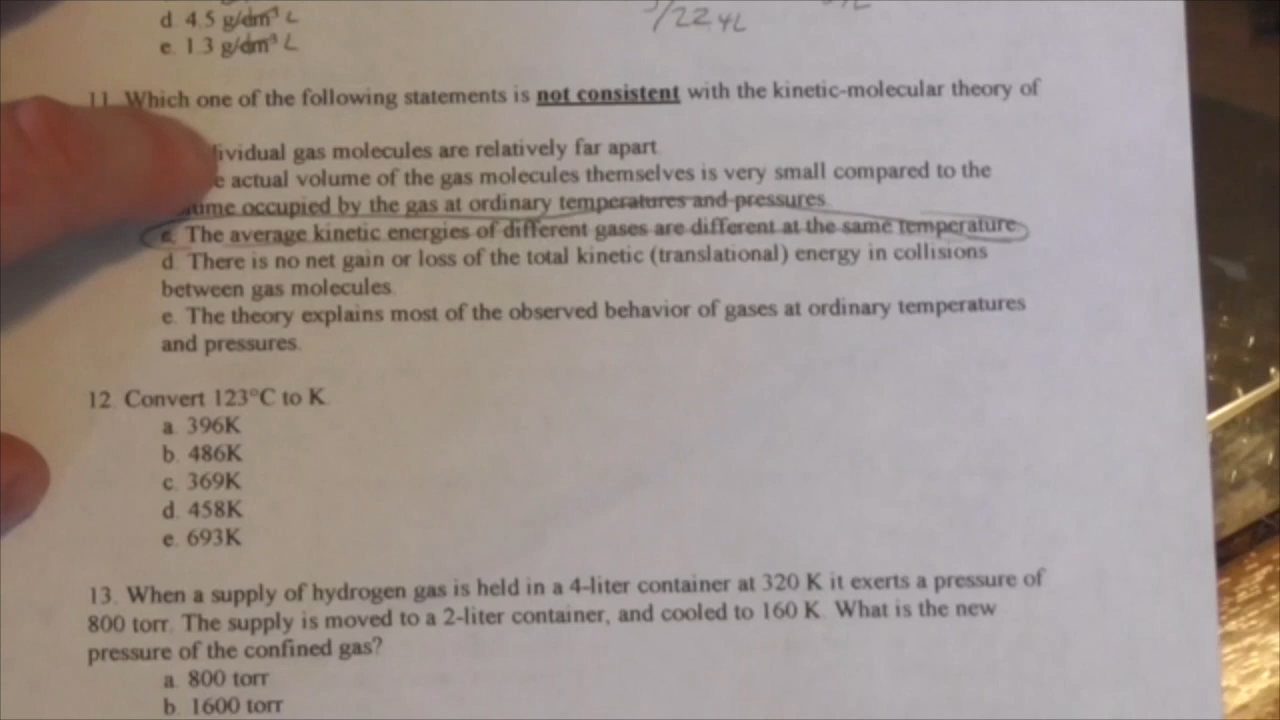 d. 4.5 g/dm³ L
e. 1.3 g/dm³ L
/22.4L
11. Which one of the following statements is not consistent with the kinetic-molecular theory of
ividual gas molecules are relatively far apart.
e actual volume of the gas molecules themselves is very small compared to the
ume occupied by the gas at ordinary temperatures and pressures.
c. The average kinetic energies of different gases are different at the same temperature.
d. There is no net gain or loss of the total kinetic (translational) energy in collisions
between gas molecules.
e. The theory explains most of the observed behavior of gases at ordinary temperatures
and pressures.
12. Convert 123°C to K.
a. 396K
b. 486K
c. 369K
d. 458K
e. 693K
13. When a supply of hydrogen gas is held in a 4-liter container at 320 K it exerts a pressure of
800 torr. The supply is moved to a 2-liter container, and cooled to 160 K. What is the new
pressure of the confined gas?
a. 800 torr
b. 1600 torr